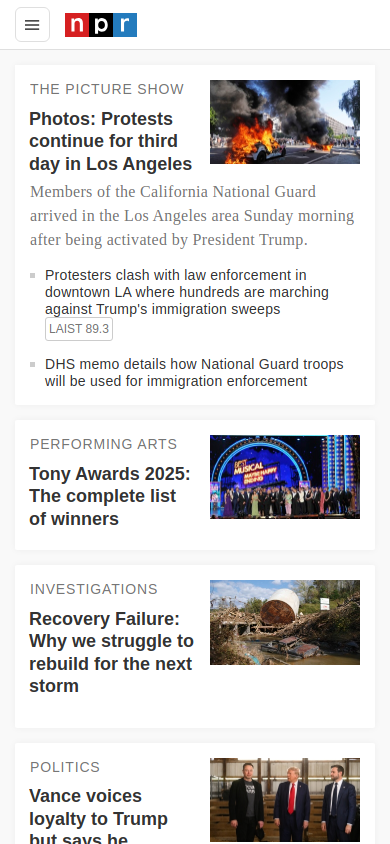 npr
THE PICTURE SHOW
Photos: Protests
continue for third
day in Los Angeles
Members of the California National Guard
arrived in the Los Angeles area Sunday morning
after being activated by President Trump.
Protesters clash with law enforcement in
downtown LA where hundreds are marching
against Trump's immigration sweeps
LAIST 89.3
DHS memo details how National Guard troops
will be used for immigration enforcement
PERFORMING ARTS
Tony Awards 2025:
The complete list
of winners
BEST
MUSICAL
MAYBE HAPPY
ENDING
INVESTIGATIONS
Recovery Failure:
Why we struggle to
rebuild for the next
storm
POLITICS
Vance voices
loyalty to Trump
but says he